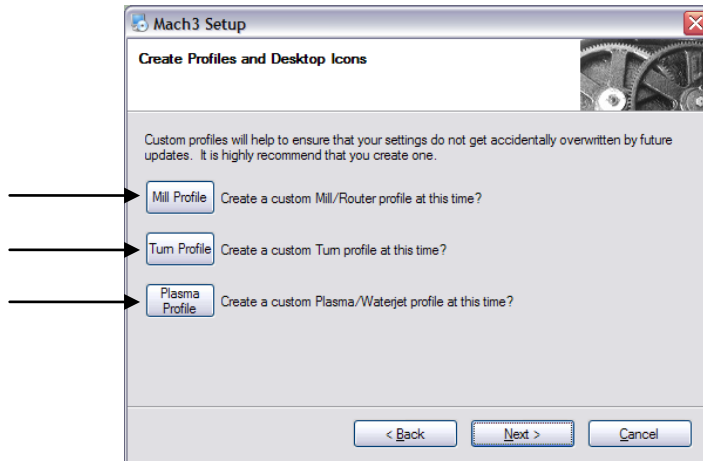 Mach3 Setup
Create Profiles and Desktop Icons
Custom profiles will help to ensure that your settings do not get accidentally overwritten by future
updates. It is highly recommend that you create one.
Mill Profile Create a custom Mill/Router profile at this time?
Turn Profile Create a custom Turn profile at this time?
Plasma
Profile Create a custom Plasma/Waterjet profile at this time?
< Back Next > Cancel